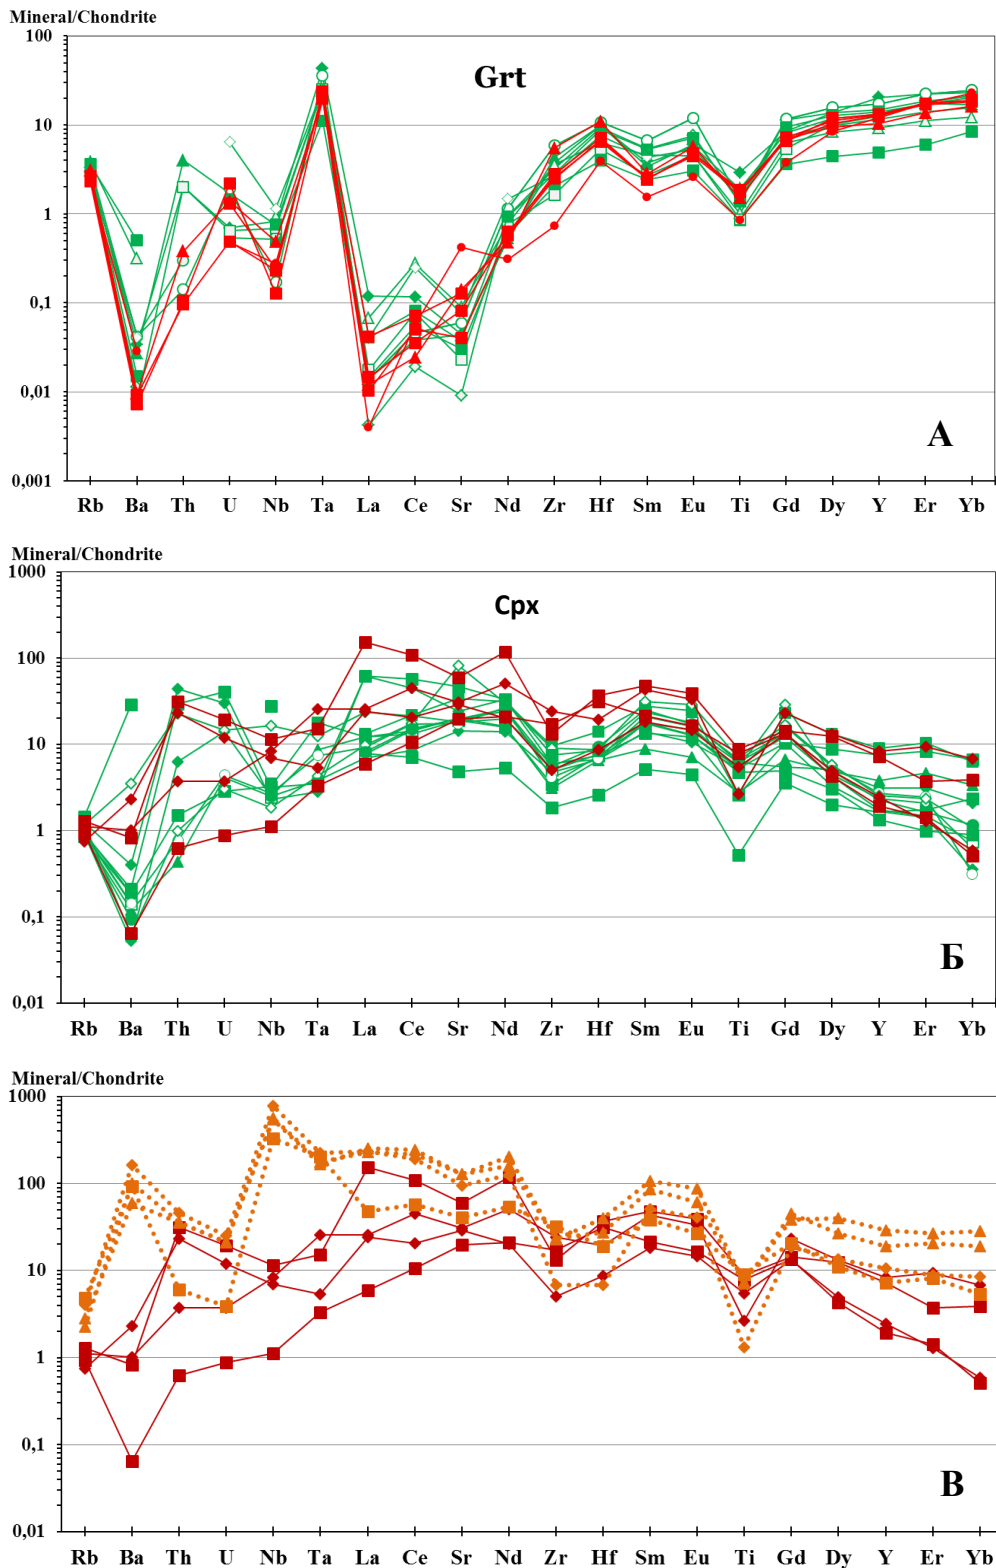 Mineral/Chondrite
100
Grt
10
1
0,1
0,01
А
0,001
Rb Ba Th U Nb Ta La Ce Sr Nd Zr Hf Sm Eu Ti Gd Dy Y Er Yb
Mineral/Chondrite
1000
Cpx
100
10
1
0,1
Б
0,01
Rb Ba Th U Nb Ta La Ce Sr Nd Zr Hf Sm Eu Ti Gd Dy Y Er Yb
Mineral/Chondrite
1000
100
10
1
0,1
В
0,01
Rb Ba Th U Nb Ta La Ce Sr Nd Zr Hf Sm Eu Ti Gd Dy Y Er Yb